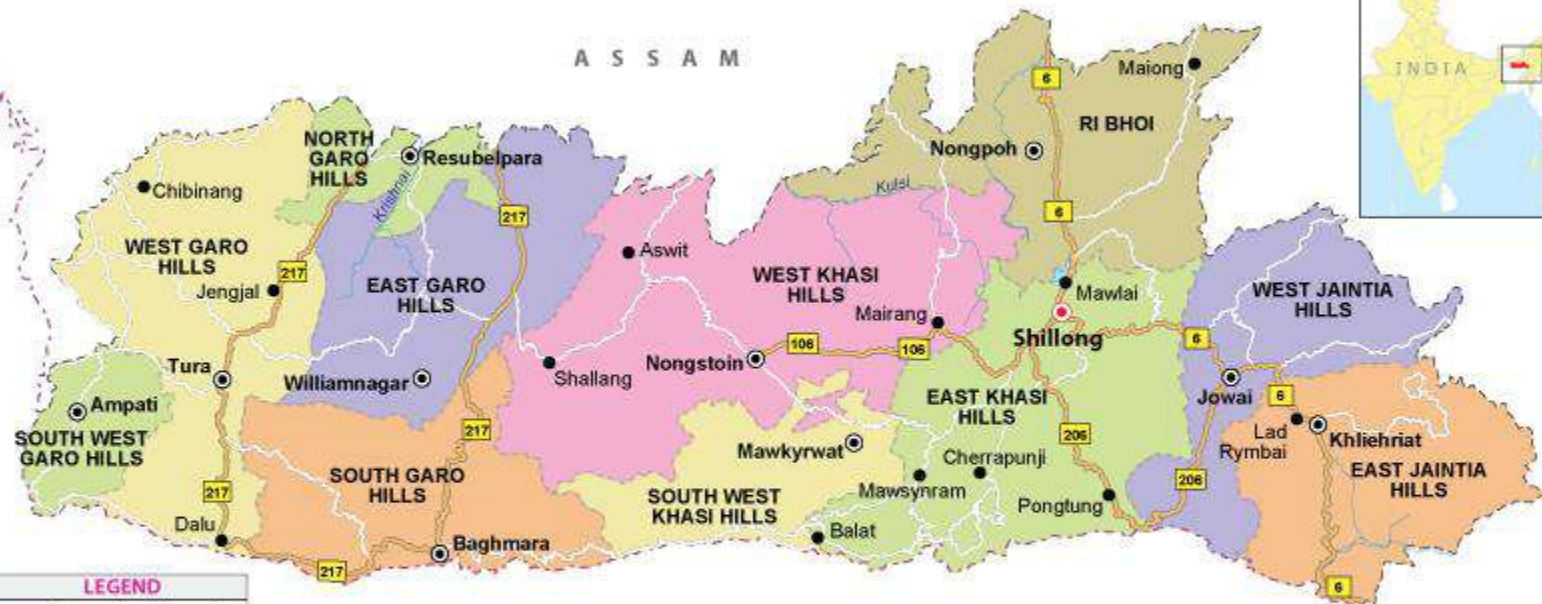 ASSAM
INDIA
Maiong
6
RI BHOI
NORTH
GARO
HILLS
Resubelpara
Nongpoh
Chibinang
Krishnai
Kulsi
217
6
WEST GARO
HILLS
Aswit
217
Jengjal
EAST GARO
HILLS
WEST KHASI
HILLS
Mairang
Mawlai
Shillong
WEST JAINTIA
HILLS
6
Tura
Williamnagar
Shallang
Nongstoin
106
106
Jowai
6
Ampati
SOUTH WEST
GARO HILLS
EAST KHASI
HILLS
217
206
Mawkyrwat
Cherrapunji
Lad
Rymbai
Khliehriat
SOUTH GARO
HILLS
217
SOUTH WEST
KHASI HILLS
Mawsynram
Pongtung
206
EAST JAINTIA
HILLS
Dalu
Balat
Baghmara
217
6
LEGEND